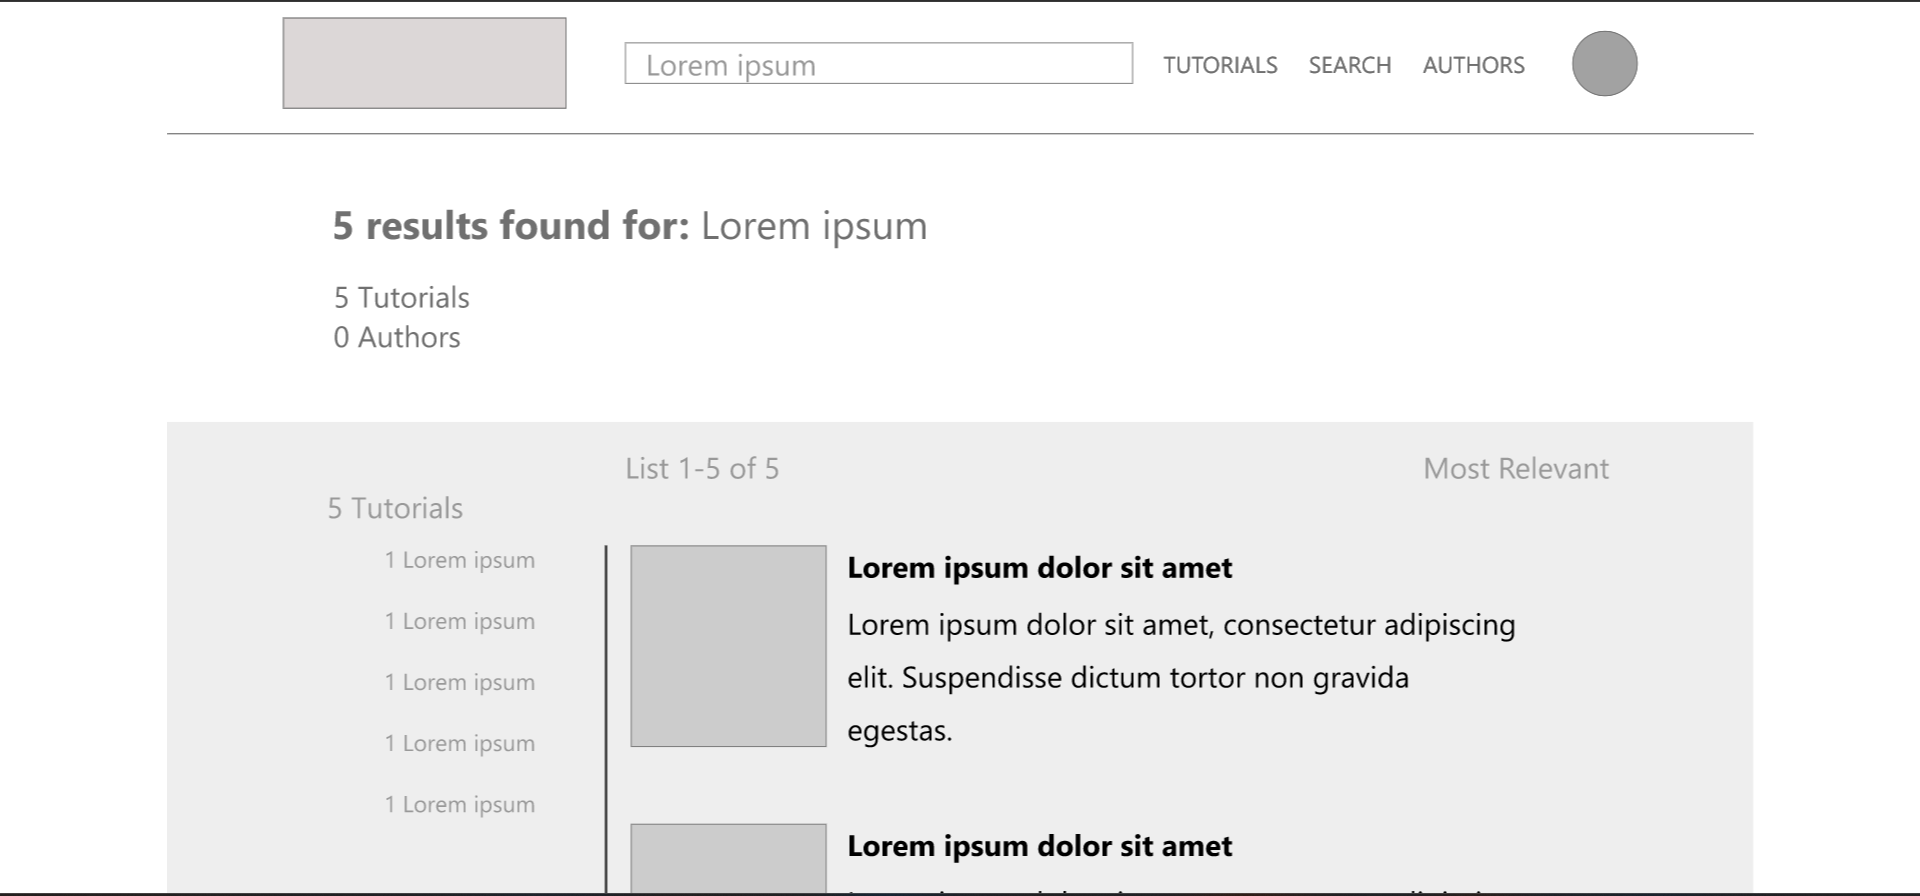 Lorem ipsum
TUTORIALS
SEARCH
AUTHORS
5 results found for: Lorem ipsum
5 Tutorials
0 Authors
List 1-5 of 5
Most Relevant
5 Tutorials
1 Lorem ipsum
1 Lorem ipsum
1 Lorem ipsum
1 Lorem ipsum
1 Lorem ipsum
Lorem ipsum dolor sit amet
Lorem ipsum dolor sit amet, consectetur adipiscing
elit. Suspendisse dictum tortor non gravida
egestas.
Lorem ipsum dolor sit amet